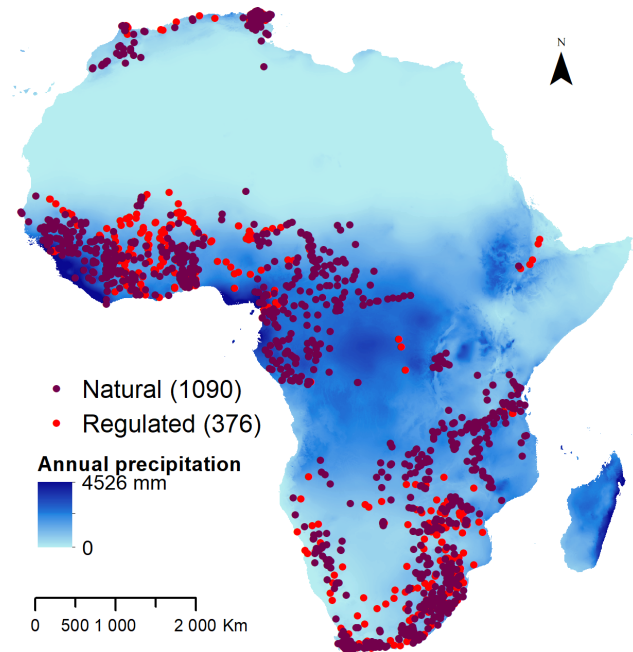 N
Natural (1090)
Regulated (376)
Annual precipitation
4526 mm
0
0 500 1 000 2 000 Km